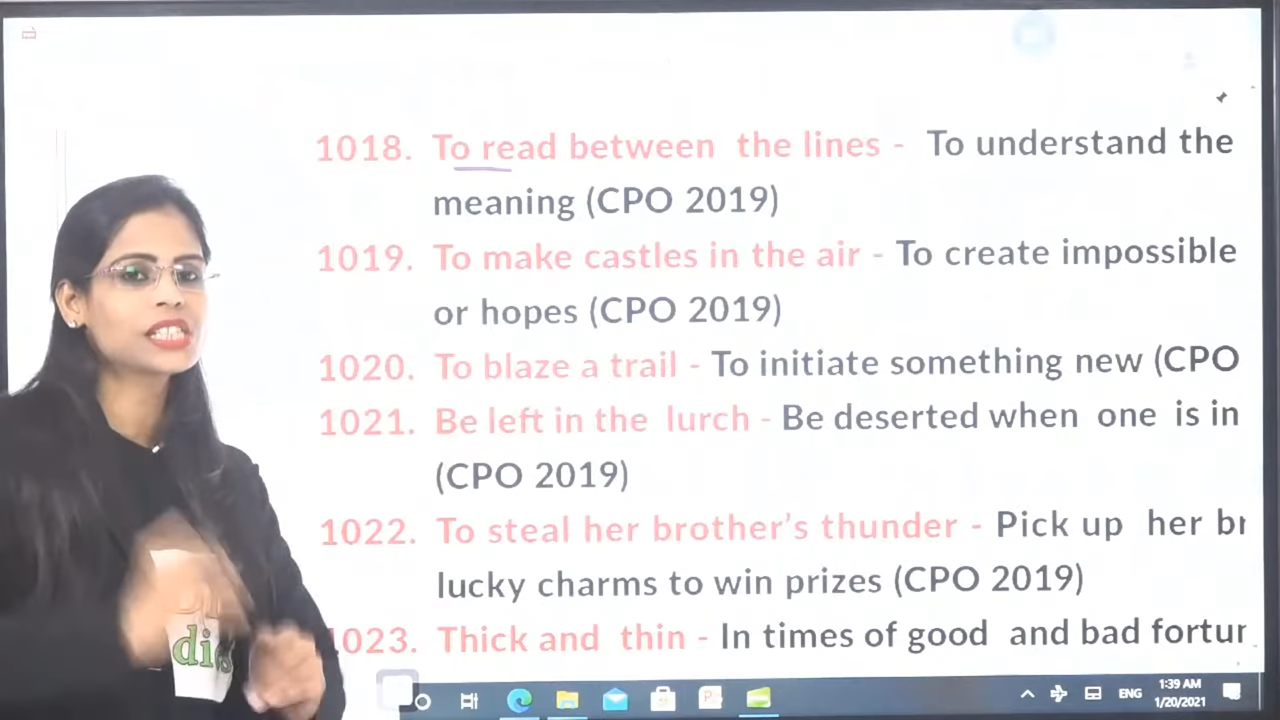 1018. To read between the lines - To understand the
meaning (CPO 2019)
1019. To make castles in the air - To create impossible
or hopes (CPO 2019)
1020. To blaze a trail - To initiate something new (CPO
1021. Be left in the lurch - Be deserted when one is in
(CPO 2019)
1022. To steal her brother's thunder - Pick up her br
lucky charms to win prizes (CPO 2019)
1023. Thick and thin - In times of good and bad fortun
ENG
1:39 AM
1/20/2021